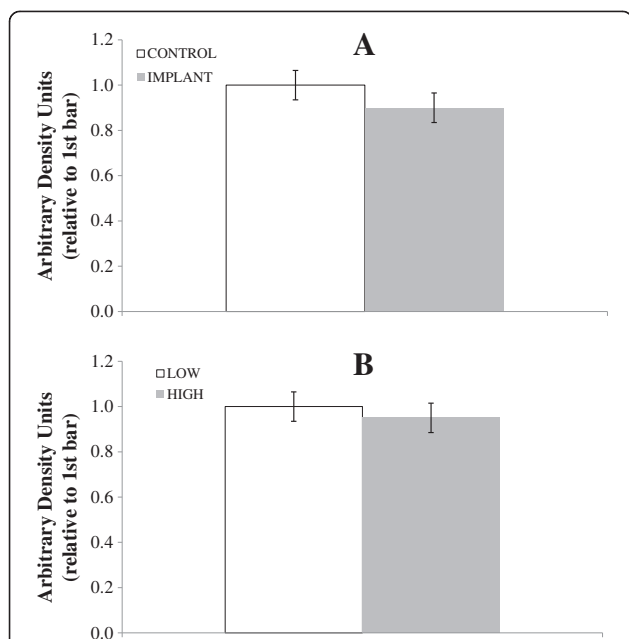 A
CONTROL
IMPLANT
1.2
1.0
0.8
0.6
0.4
0.2
0.0
Arbitrary Density Units
(relative to 1st bar)
B
LOW
HIGH
1.2
1.0
0.8
0.6
0.4
0.2
0.0
Arbitrary Density Units
(relative to 1st bar)